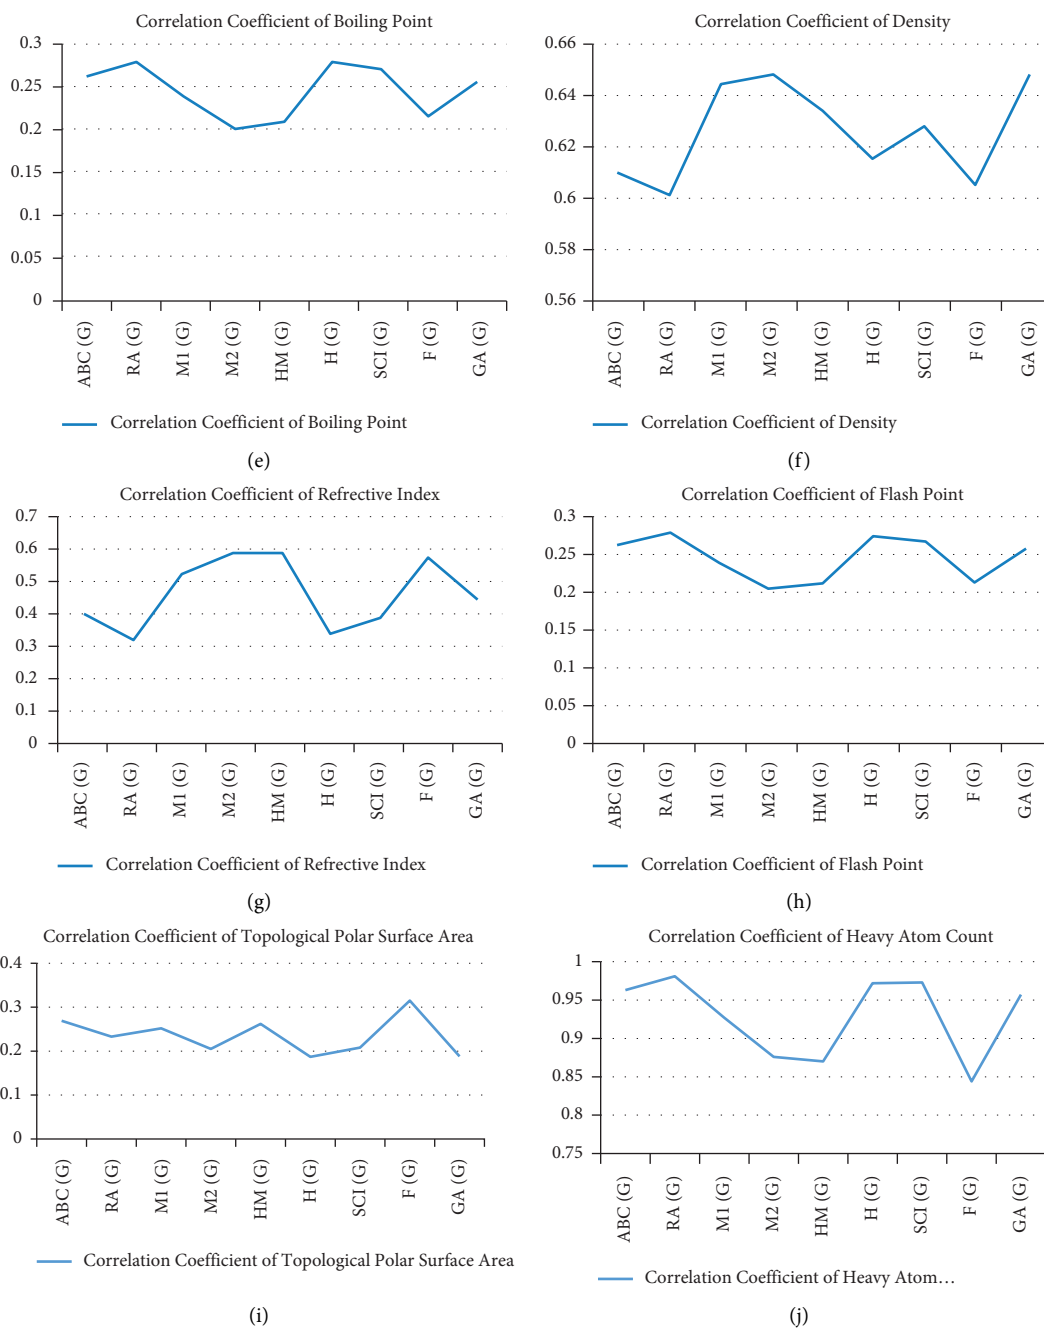 Correlation Coefficient of Boiling Point
0.3
0.25
0.2
0.15
0.1
0.05
0
ABC (G)
RA (G)
M1 (G)
M2 (G)
HM (G)
H (G)
SCI (G)
F (G)
GA (G)
Correlation Coefficient of Boiling Point
(e)
Correlation Coefficient of Density
0.66
0.64
0.62
0.6
0.58
0.56
ABC (G)
RA (G)
M1 (G)
M2 (G)
HM (G)
H (G)
SCI (G)
F (G)
GA (G)
Correlation Coefficient of Density
(f)
Correlation Coefficient of Refrective Index
0.7
0.6
0.5
0.4
0.3
0.2
0.1
0
ABC (G)
RA (G)
M1 (G)
M2 (G)
HM (G)
H (G)
SCI (G)
F (G)
GA (G)
Correlation Coefficient of Refrective Index
(g)
Correlation Coefficient of Flash Point
0.3
0.25
0.2
0.15
0.1
0.05
0
ABC (G)
RA (G)
M1 (G)
M2 (G)
HM (G)
H (G)
SCI (G)
F (G)
GA (G)
Correlation Coefficient of Flash Point
(h)
Correlation Coefficient of Topological Polar Surface Area
0.4
0.3
0.2
0.1
0
ABC (G)
RA (G)
M1 (G)
M2 (G)
HM (G)
H (G)
SCI (G)
F (G)
GA (G)
Correlation Coefficient of Topological Polar Surface Area
(i)
Correlation Coefficient of Heavy Atom Count
1
0.95
0.9
0.85
0.8
0.75
ABC (G)
RA (G)
M1 (G)
M2 (G)
HM (G)
H (G)
SCI (G)
F (G)
GA (G)
Correlation Coefficient of Heavy Atom…
(j)